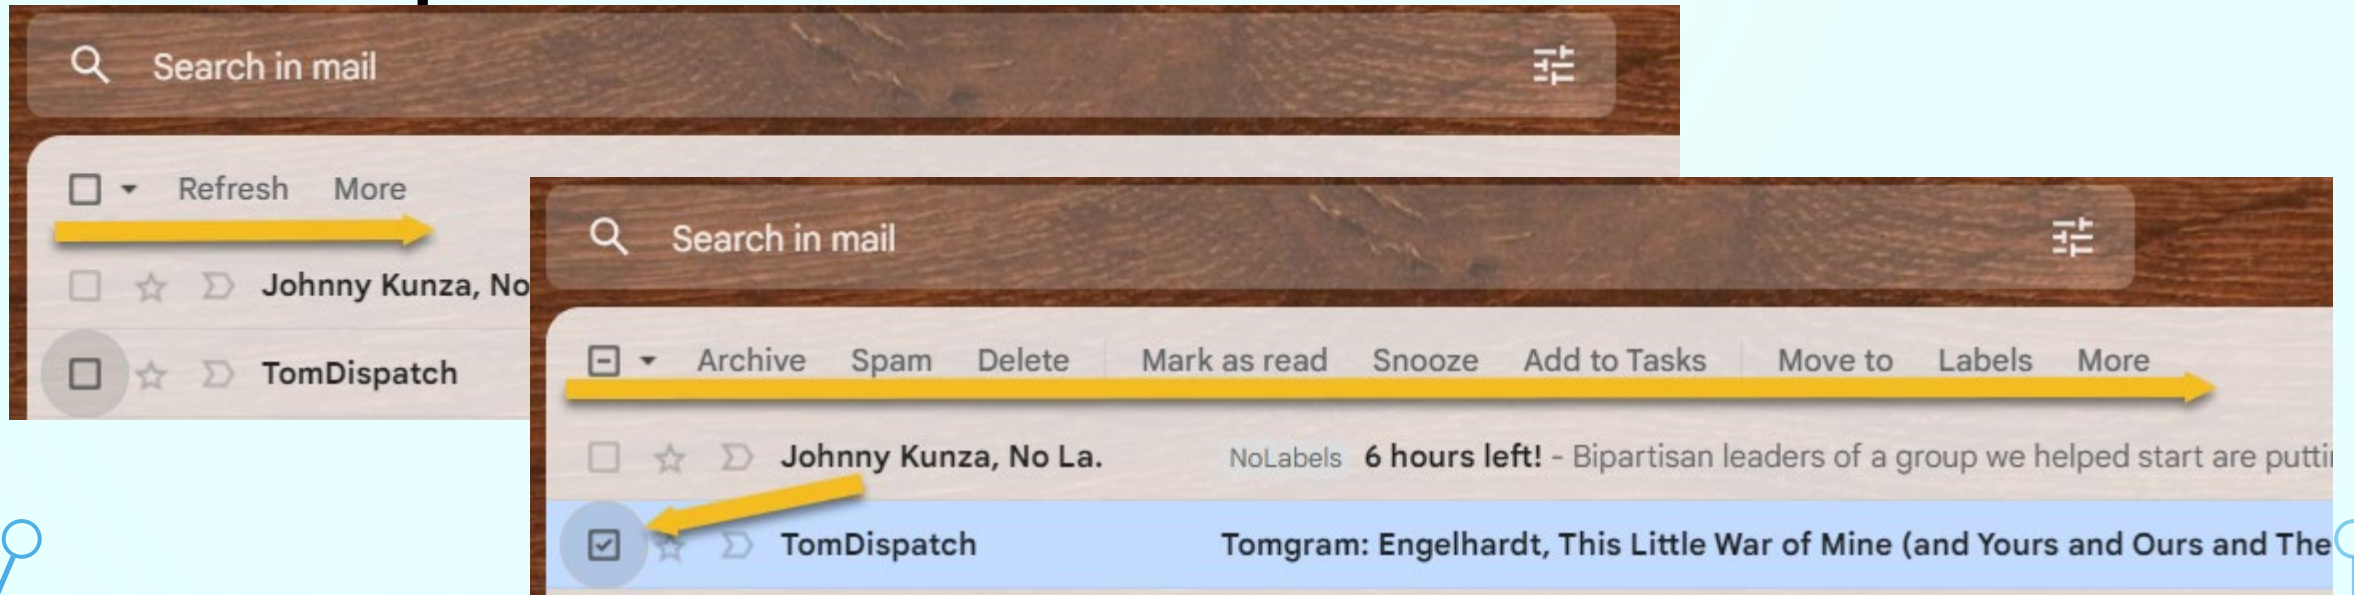 Search in mail
Refresh More
Johnny Kunza, No
TomDispatch
Search in mail
Archive Spam Delete Mark as read Snooze Add to Tasks Move to Labels More
Johnny Kunza, No La. NoLabels 6 hours left! - Bipartisan leaders of a group we helped start are putti
TomDispatch Tomgram: Engelhardt, This Little War of Mine (and Yours and Ours and The